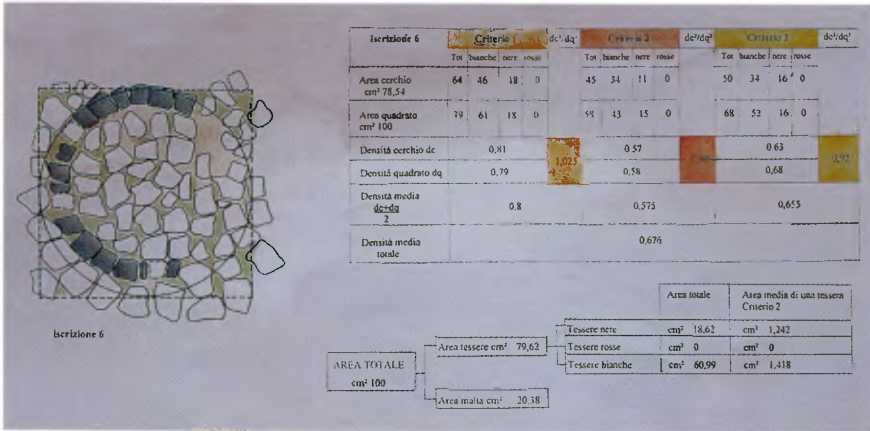 Iscrizione 6 Criterio 1 dc²/dq² Criterio 2 dc²/dq² Criterio 3 dc²/dq²
Tot bianche nere rosse Tot bianche nere rosse Tot bianche nere rosse
Area cerchio 64 46 18 0 45 34 11 0 50 34 16 0
cm² 78,54
Area quadrato 79 61 18 0 58 43 15 0 68 52 16 0
cm² 100
Densità cerchio dc 0,81 0,57 0,63
1,025 0,92
Densità quadrato dq 0,79 0,58 0,68
Densità media
dc+dq 0,8 0,575 0,655
2
Densità media 0,676
totale
Iscrizione 6
Area totale Area media di una tessera
Criterio 2
Tessere nere cm² 18,62 cm² 1,242
Area tessere cm² 79,62 Tessere rosse cm² 0 cm² 0
Tessere bianche cm² 60,99 cm² 1,418
AREA TOTALE
cm² 100
Area malta cm² 20,38